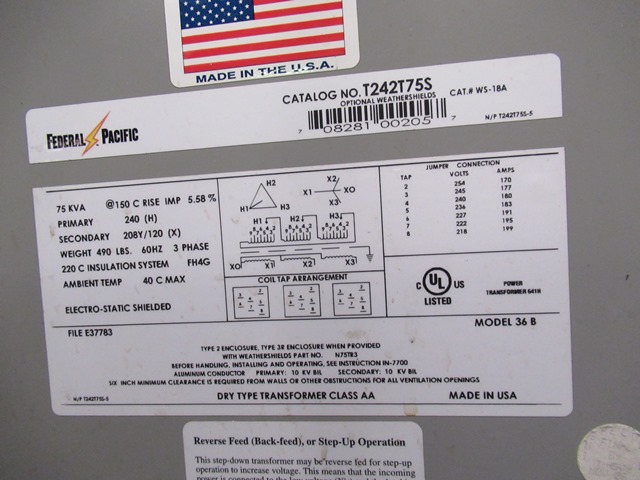 MADE IN THE U.S.A.
FEDERAL PACIFIC
CATALOG NO. T242T75S CAT.# WS-18A
OPTIONAL WEATHERSHIELDS
7 08281 00205 7
N/P T242T75S-5
75 KVA @150 C RISE IMP 5.58 %
PRIMARY 240 (H)
SECONDARY 208Y/120 (X)
WEIGHT 490 LBS. 60HZ 3 PHASE
220 C INSULATION SYSTEM FH4G
AMBIENT TEMP 40 C MAX
ELECTRO-STATIC SHIELDED
H2
H1 H3
X2
X1 XO
X3
H1 H2 H3
XO X1 X2 X3
COIL TAP ARRANGEMENT
JUMPER CONNECTION
TAP VOLTS AMPS
2 254 170
3 245 177
4 240 180
5 236 183
6 227 191
7 222 195
8 218 199
C UL US
LISTED
POWER
TRANSFORMER 641H
FILE E37783
MODEL 36 B
TYPE 2 ENCLOSURE, TYPE 3R ENCLOSURE WHEN PROVIDED
WITH WEATHERSHIELDS PART NO. N75TR3
BEFORE HANDLING, INSTALLING AND OPERATING, SEE INSTRUCTION IN-7700
ALUMINUM CONDUCTOR PRIMARY: 10 KV BIL SECONDARY: 10 KV BIL
SIX INCH MINIMUM CLEARANCE IS REQUIRED FROM WALLS OR OTHER OBSTRUCTIONS FOR ALL VENTILATION OPENINGS
N/P T242T75S-5 DRY TYPE TRANSFORMER CLASS AA MADE IN USA
Reverse Feed (Back-feed), or Step-Up Operation
This step-down transformer may be reverse fed for step-up
operation to increase voltage. This means that the incoming